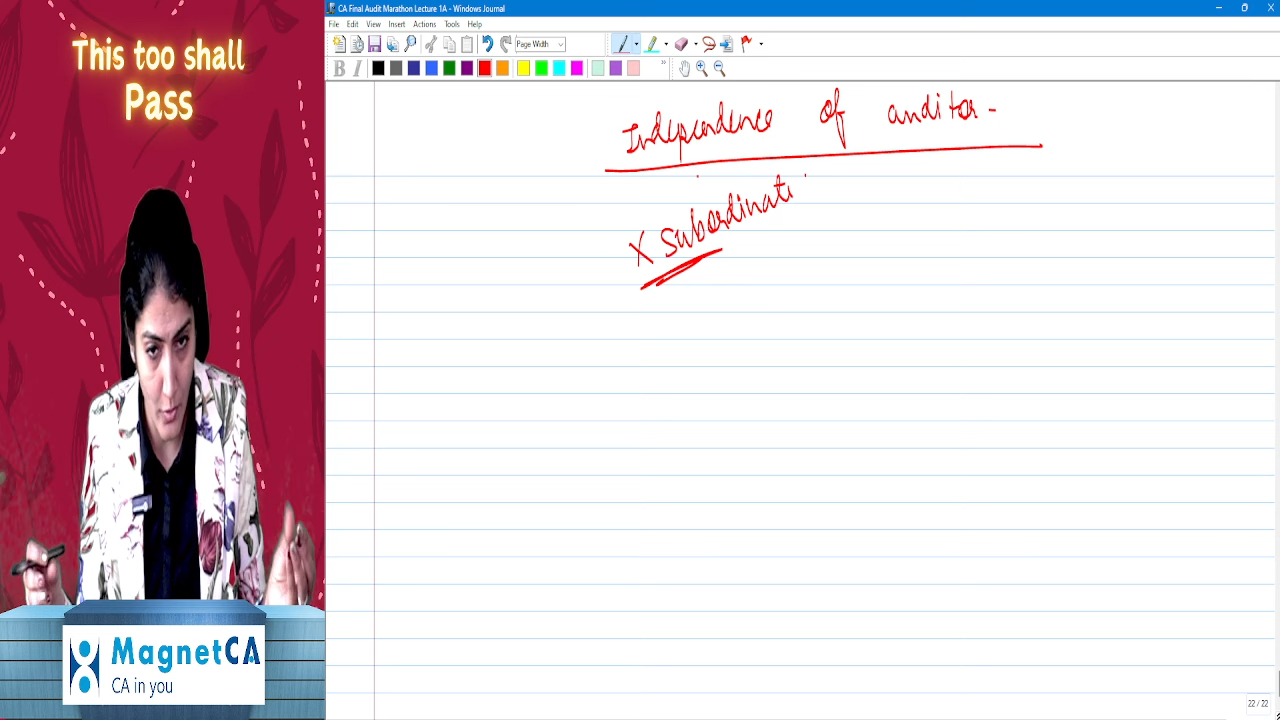 This too shall
Pass
CA Final Audit Marathon Lecture 1A - Windows Journal
File Edit View Insert Actions Tools Help
Page Width
B I
Independence of auditor -
X subordinati
MagnetCA
CA in you
22 / 22